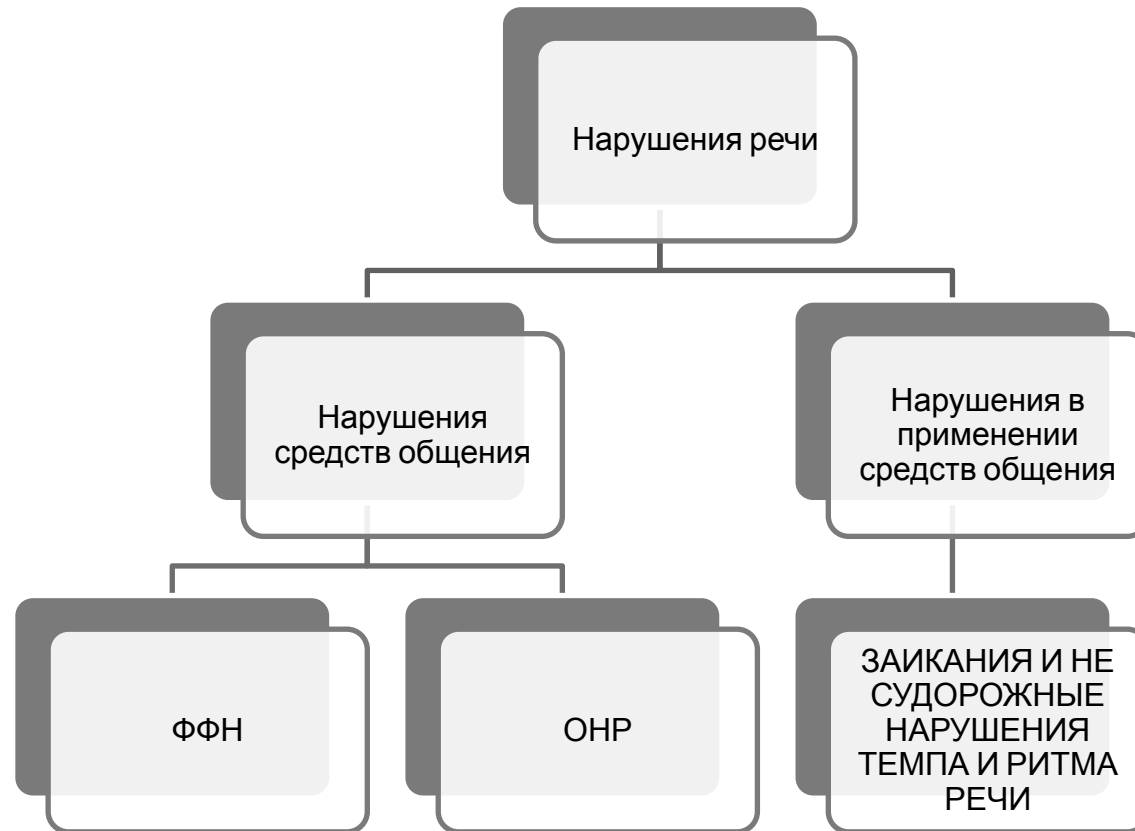 Нарушения речи
Нарушения
средств общения
Нарушения в
применении
средств общения
ФФН
ОНР
ЗАИКАНИЯ И НЕ
СУДОРОЖНЫЕ
НАРУШЕНИЯ
ТЕМПА И РИТМА
РЕЧИ